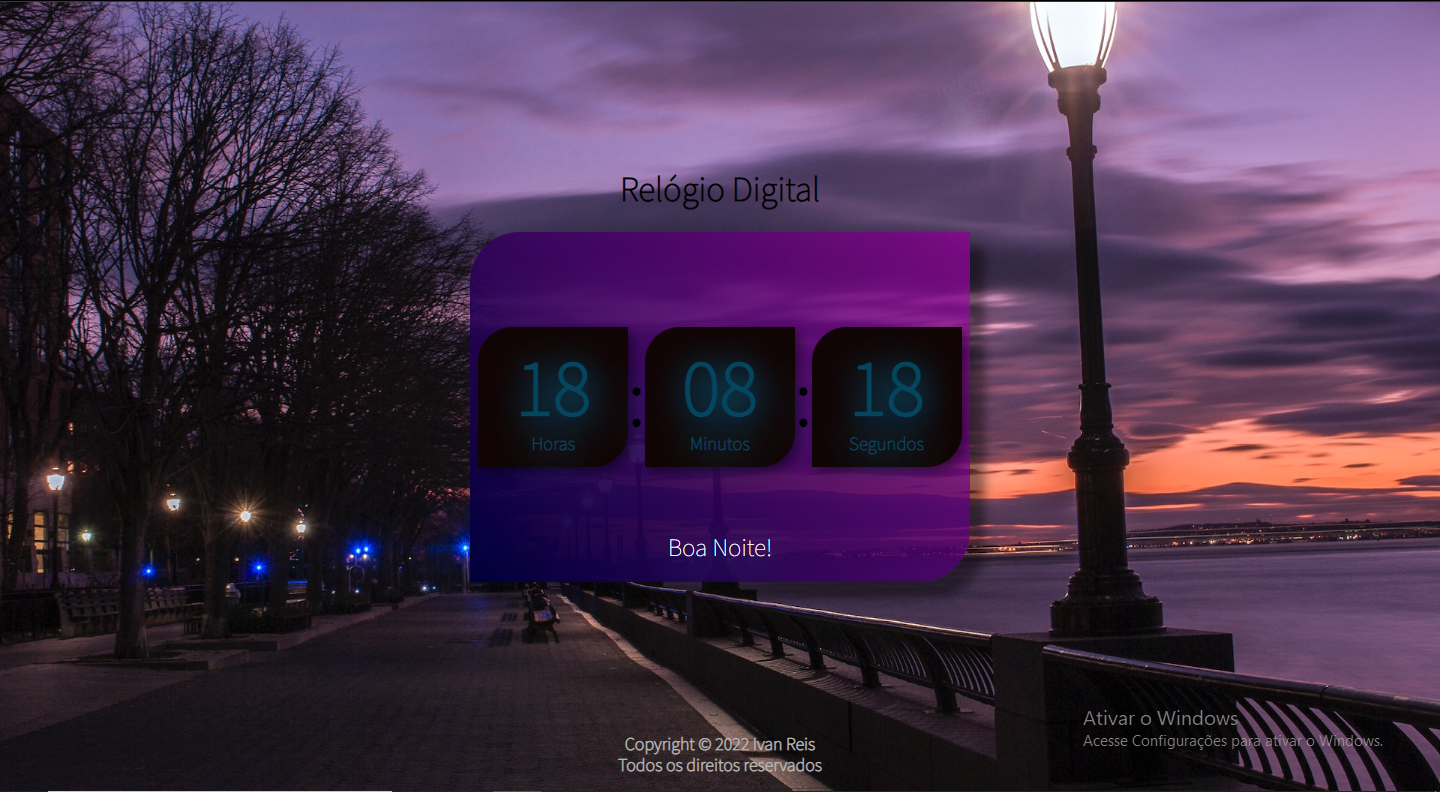 Relógio Digital
18 : 08 : 18
Horas Minutos Segundos
Boa Noite!
Copyright © 2022 Ivan Reis
Todos os direitos reservados
Ativar o Windows
Acesse Configurações para ativar o Windows.